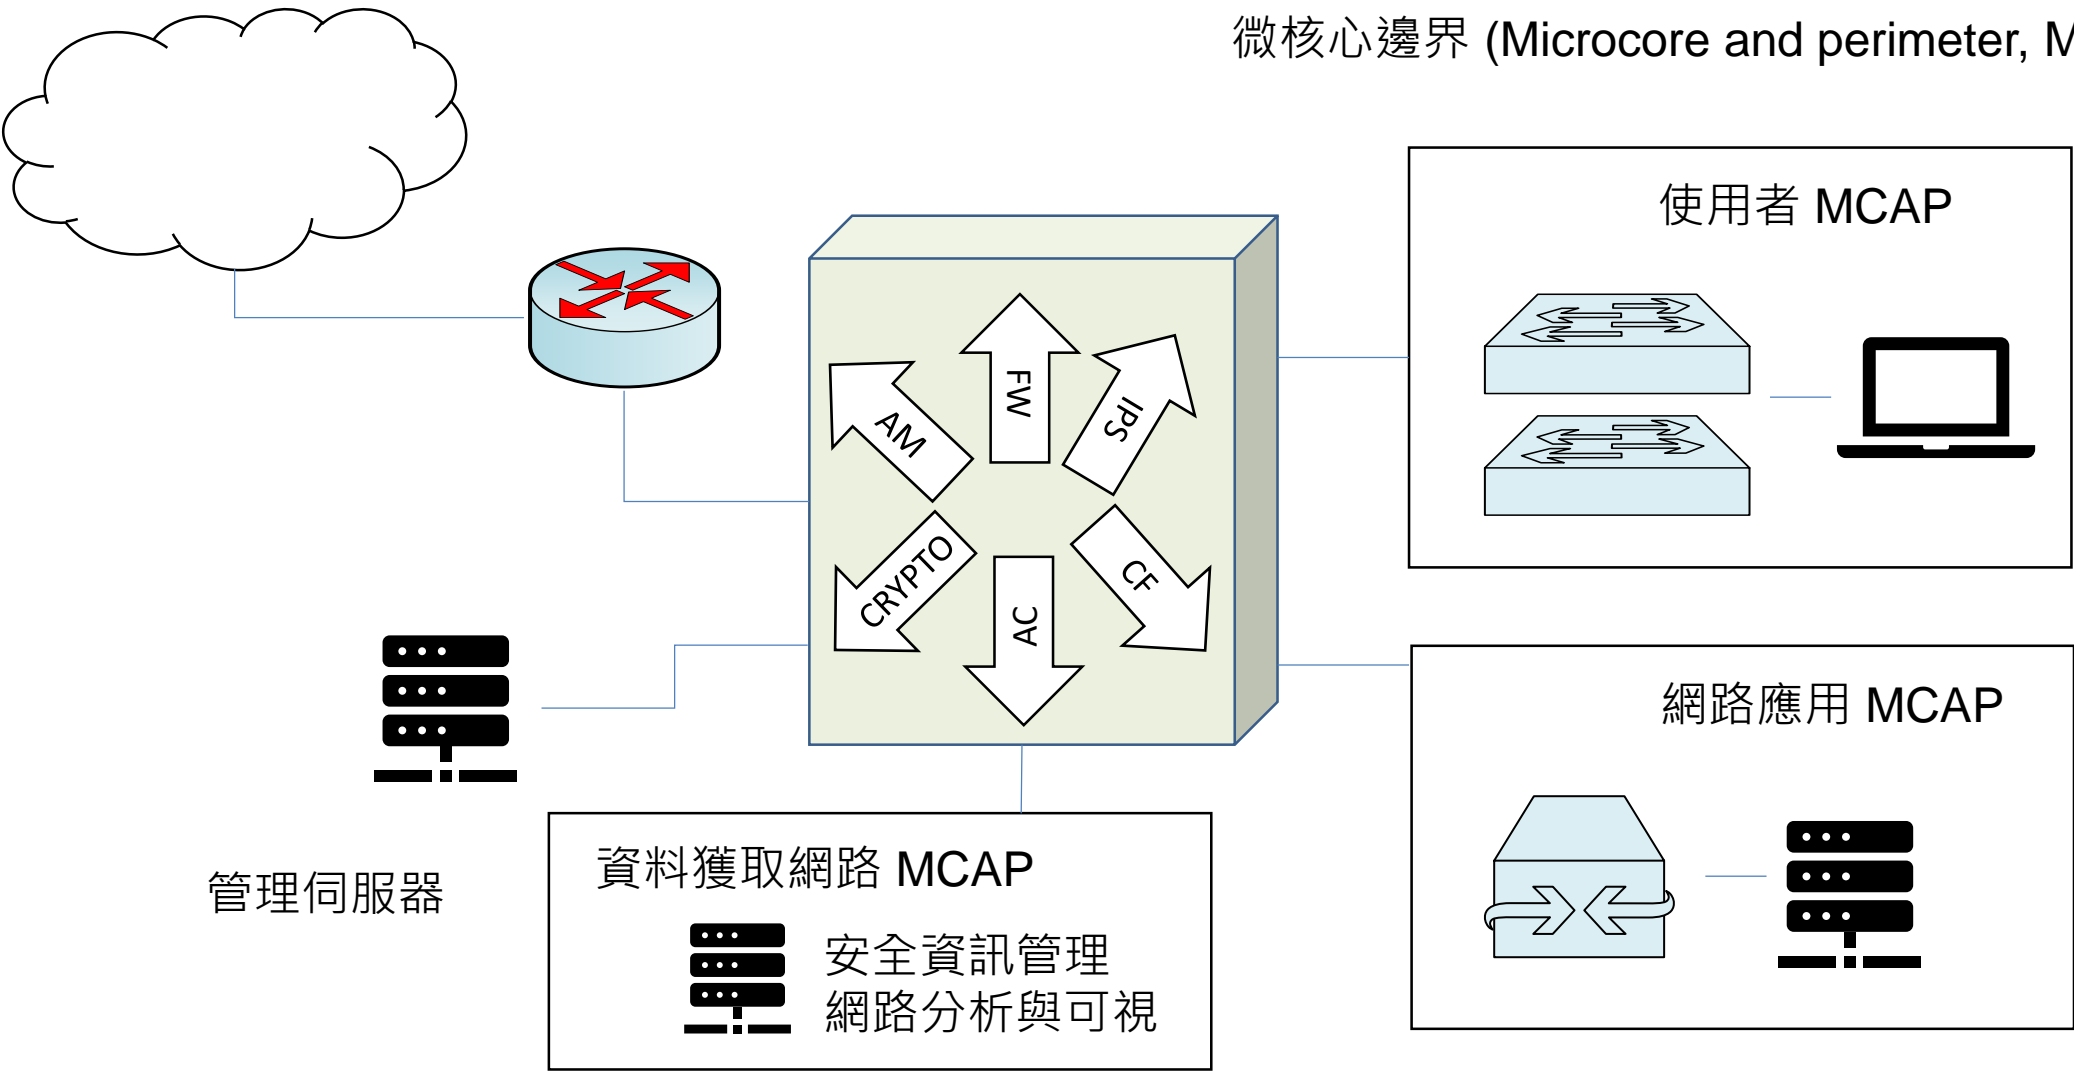 微核心邊界 (Microcore and perimeter, M
使用者 MCAP
FW
IPS
AM
CRYPTO
CF
AC
網路應用 MCAP
管理伺服器
資料獲取網路 MCAP
安全資訊管理
網路分析與可視